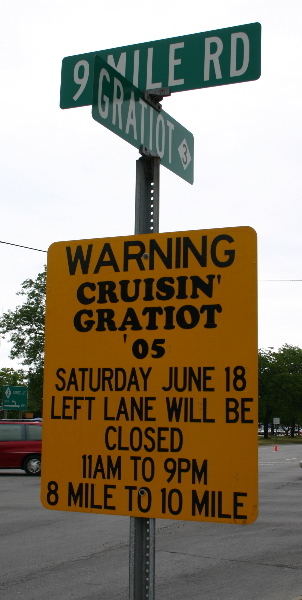 9 MILE RD
GRATIOT 3
WARNING
CRUISIN'
GRATIOT
'05
SATURDAY JUNE 18
LEFT LANE WILL BE
CLOSED
11AM TO 9PM
8 MILE TO 10 MILE